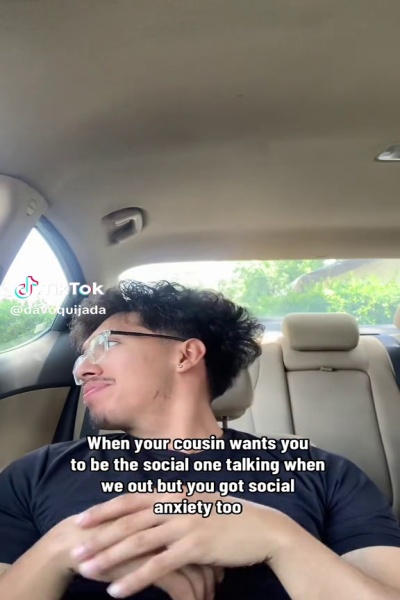 TikTok
@davoquijada
When your cousin wants you
to be the social one talking when
we out but you got social
anxiety too